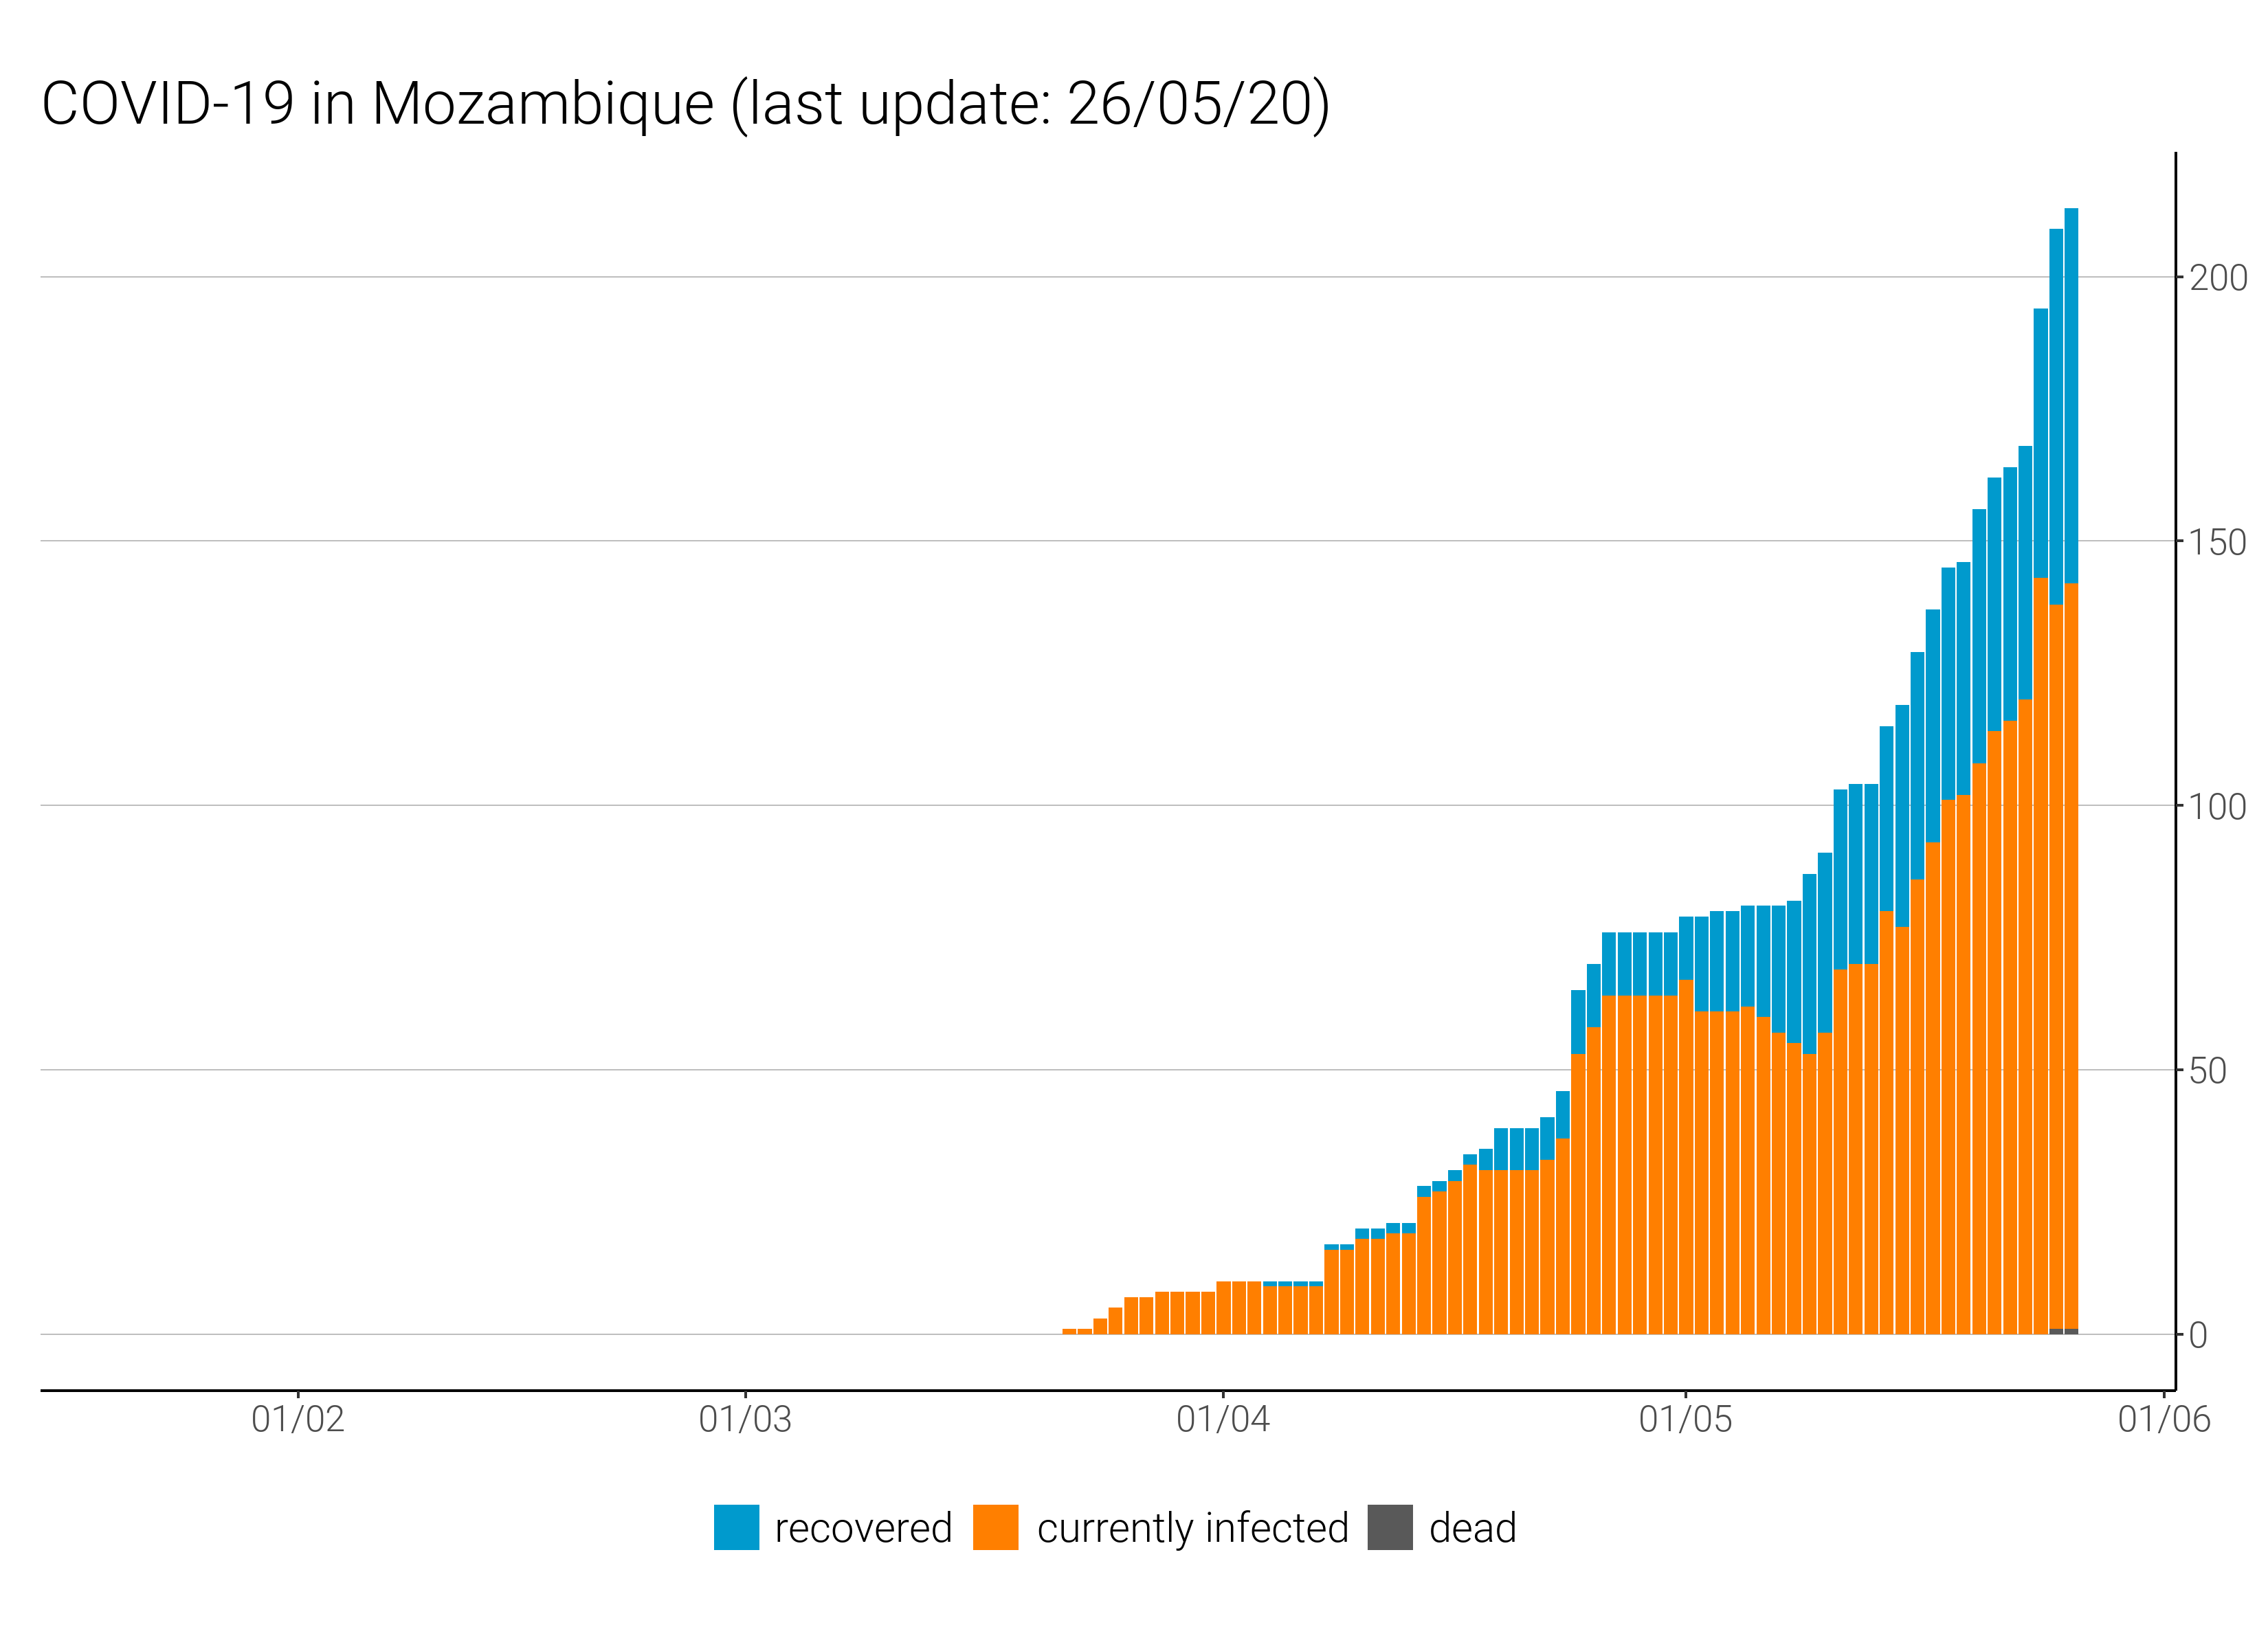 COVID-19 in Mozambique (last update: 26/05/20)
200
150
100
50
0
01/02 01/03 01/04 01/05 01/06
recovered currently infected dead